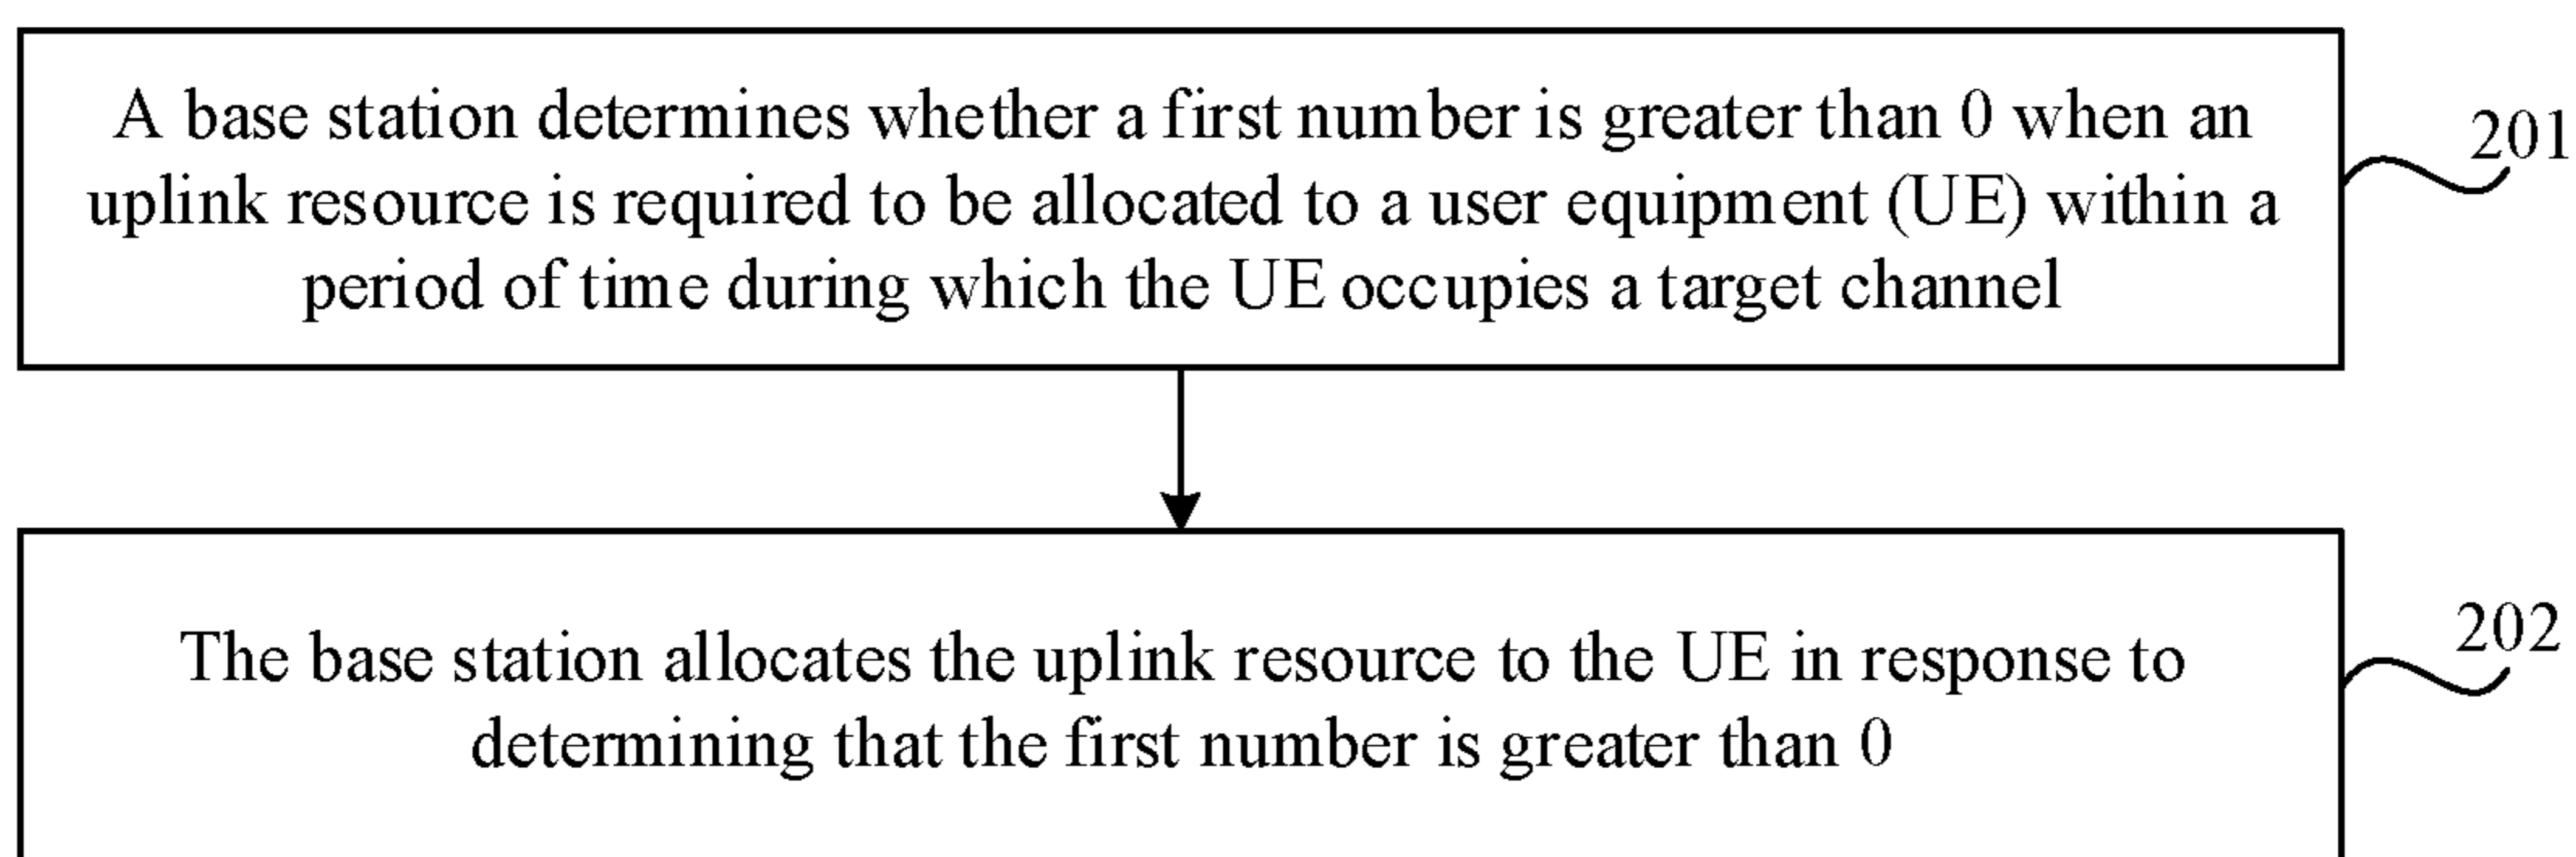 A base station determines whether a first number is greater than 0 when an
uplink resource is required to be allocated to a user equipment (UE) within a
period of time during which the UE occupies a target channel
201
The base station allocates the uplink resource to the UE in response to
determining that the first number is greater than 0
202